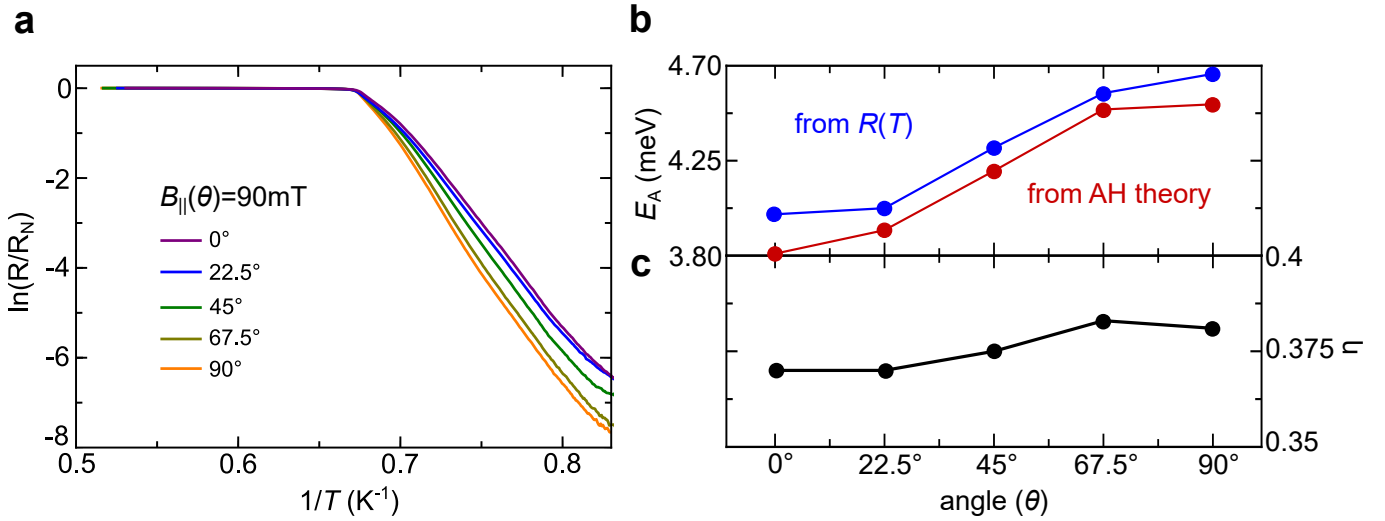 a
ln(R/R_N)
0
-2
-4
-6
-8
B_||(θ)=90mT
0°
22.5°
45°
67.5°
90°
0.5 0.6 0.7 0.8
1/T (K⁻¹)
b
E_A (meV)
4.70
4.25
3.80
from R(T)
from AH theory
c
0.4
0.375
0.35
η
0° 22.5° 45° 67.5° 90°
angle (θ)